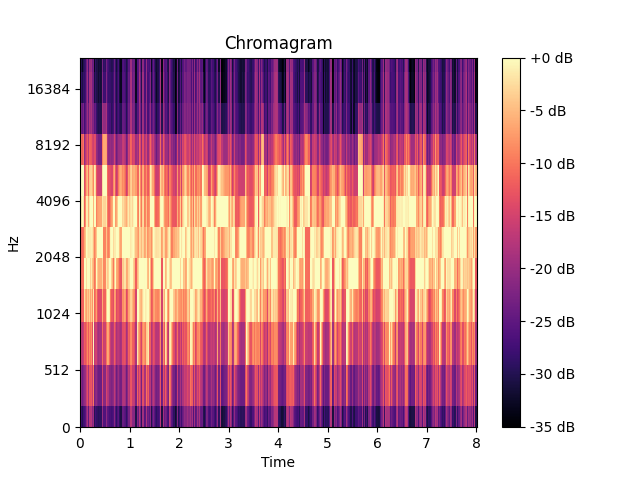 Chromagram
Hz
16384
8192
4096
2048
1024
512
0
0 1 2 3 4 5 6 7 8
Time
+0 dB
-5 dB
-10 dB
-15 dB
-20 dB
-25 dB
-30 dB
-35 dB